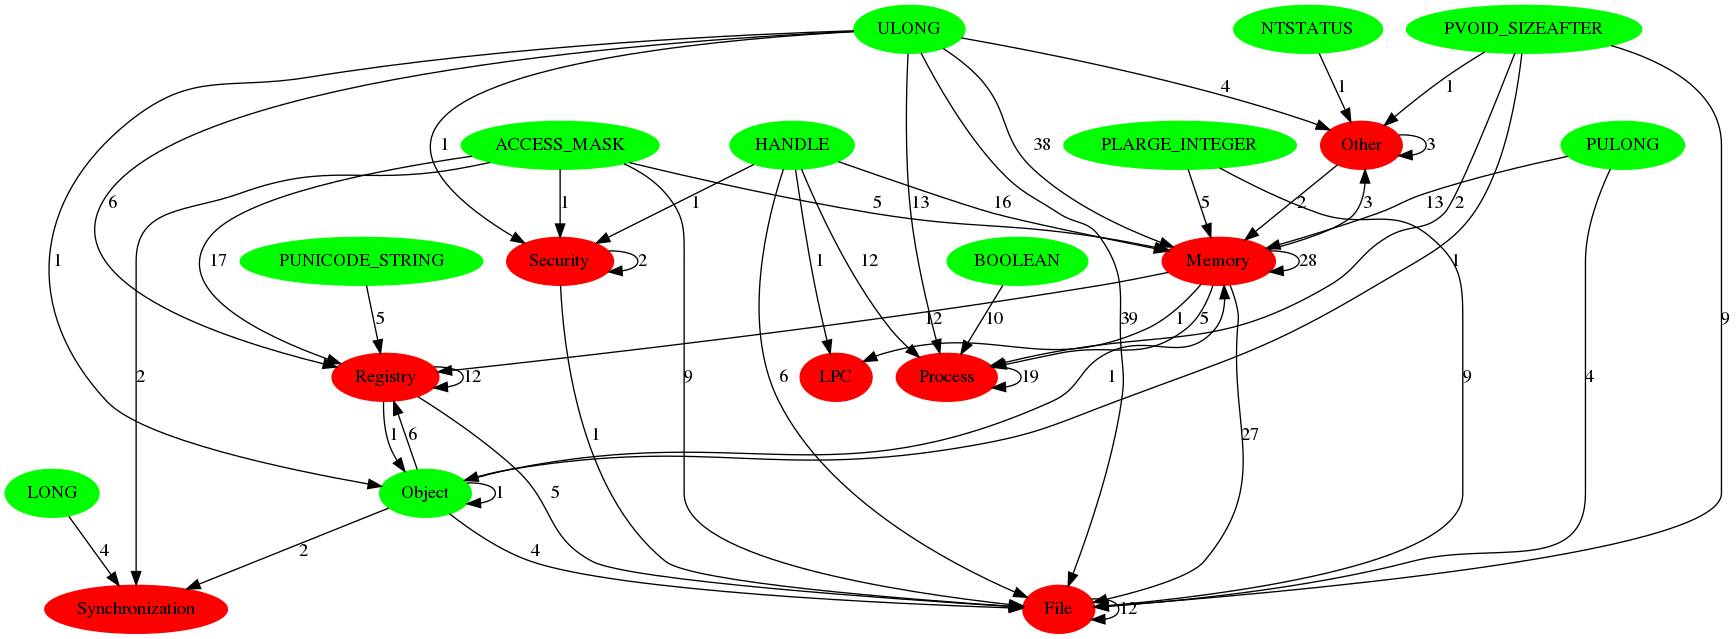 ULONG
NTSTATUS
PVOID_SIZEAFTER
4
1
1
1
ACCESS_MASK
HANDLE
38
PLARGE_INTEGER
Other
3
PULONG
6
13
17
1
1
5
16
5
2
3
13
2
1
PUNICODE_STRING
Security
2
1
12
BOOLEAN
Memory
28
1
5
12
10
1
5
39
9
2
Registry
12
6
9
LPC
Process
19
1
9
4
1
6
1
27
LONG
Object
1
5
4
2
4
Synchronization
File
12